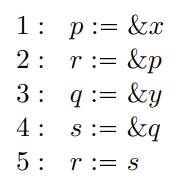 1 : p := &x
2 : r := &p
3 : q := &y
4 : s := &q
5 : r := s